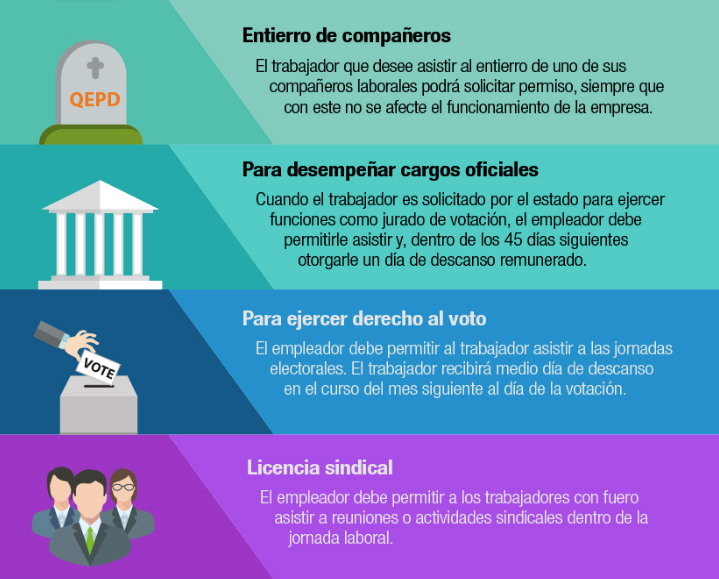 Entierro de compañeros
El trabajador que desee asistir al entierro de uno de sus
compañeros laborales podrá solicitar permiso, siempre que
con este no se afecte el funcionamiento de la empresa.
QEPD
Para desempeñar cargos oficiales
Cuando el trabajador es solicitado por el estado para ejercer
funciones como jurado de votación, el empleador debe
permitirle asistir y, dentro de los 45 días siguientes
otorgarle un día de descanso remunerado.
Para ejercer derecho al voto
El empleador debe permitir al trabajador asistir a las jornadas
electorales. El trabajador recibirá medio día de descanso
en el curso del mes siguiente al día de la votación.
VOTE
Licencia sindical
El empleador debe permitir a los trabajadores con fuero
asistir a reuniones o actividades sindicales dentro de la
jornada laboral.